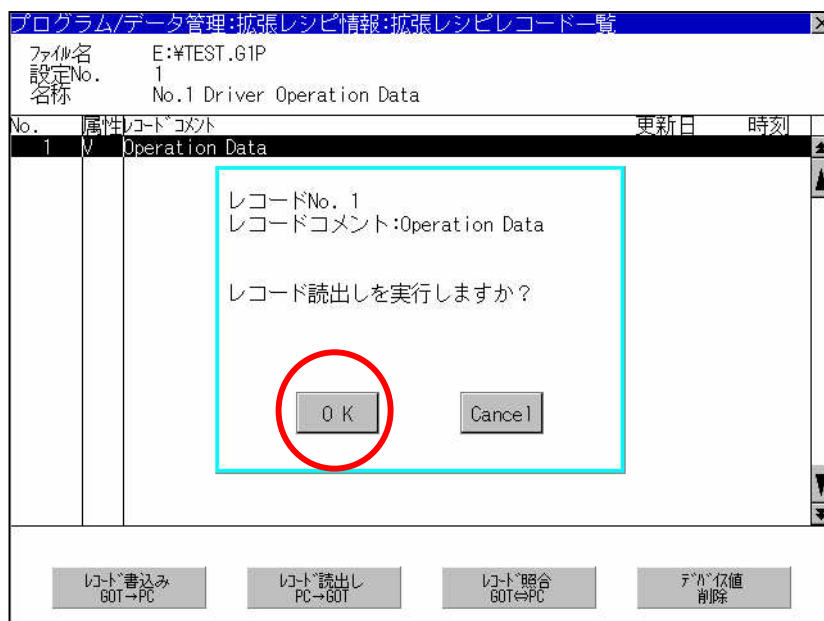 プログラム/データ管理:拡張レシピ情報:拡張レシピレコード一覧
ﾌｧｲﾙ名 E:¥TEST.G1P
設定No. 1
名称 No.1 Driver Operation Data
No. 属性 ﾚｺｰﾄﾞｺﾒﾝﾄ 更新日 時刻
1 V Operation Data
レコードNo. 1
レコードコメント:Operation Data
レコード読出しを実行しますか？
O K Cancel
ﾚｺｰﾄﾞ書込み ﾚｺｰﾄﾞ読出し ﾚｺｰﾄﾞ照合 ﾃﾞﾊﾞｲｽ値
GOT→PC PC→GOT GOT⇔PC 削除